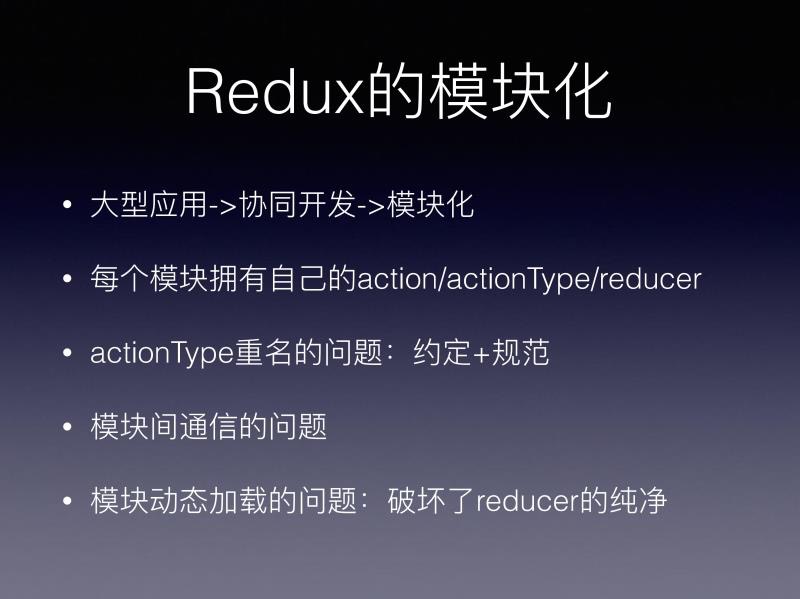 Redux的模块化
• 大型应用->协同开发->模块化
• 每个模块拥有自己的action/actionType/reducer
• actionType重名的问题：约定+规范
• 模块间通信的问题
• 模块动态加载的问题：破坏了reducer的纯净